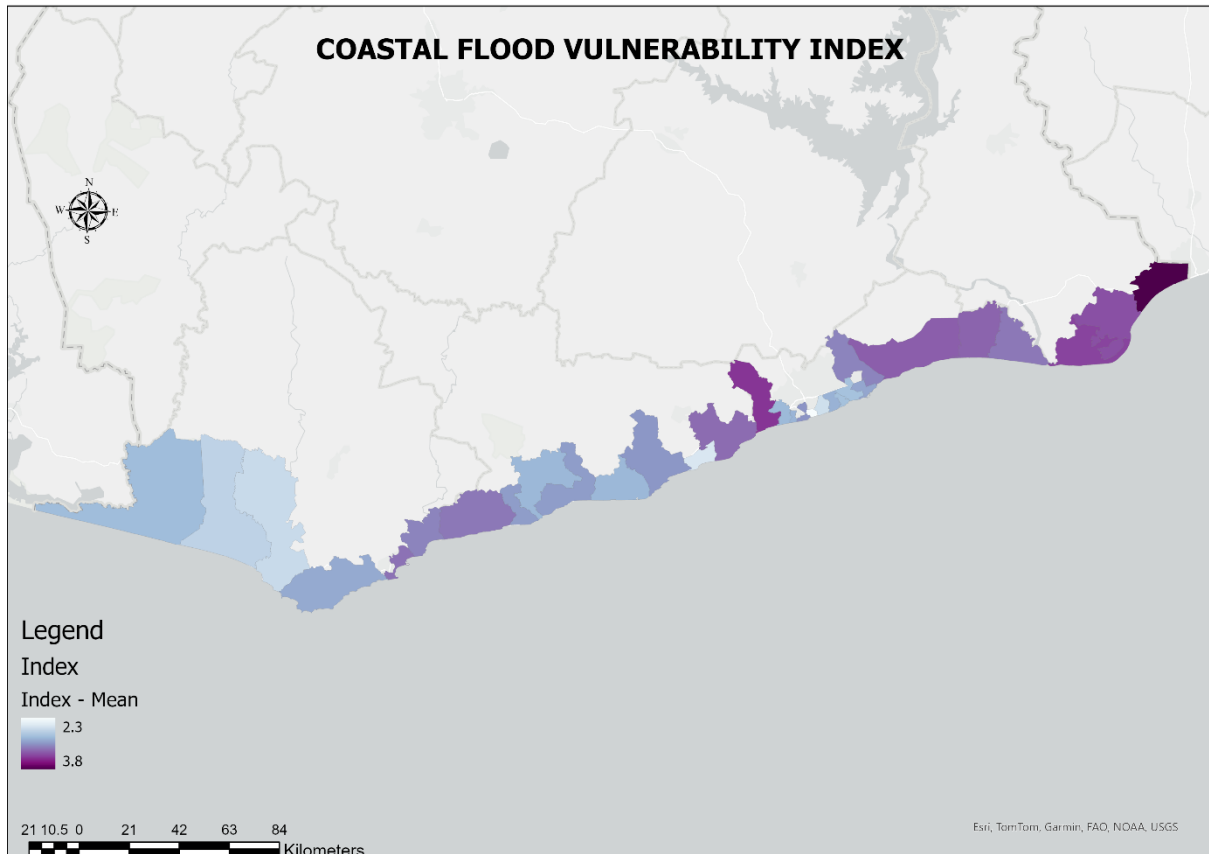 COASTAL FLOOD VULNERABILITY INDEX
N
W E
S
Legend
Index
Index - Mean
2.3
3.8
21 10.5 0 21 42 63 84
Kilometers
Esri, TomTom, Garmin, FAO, NOAA, USGS